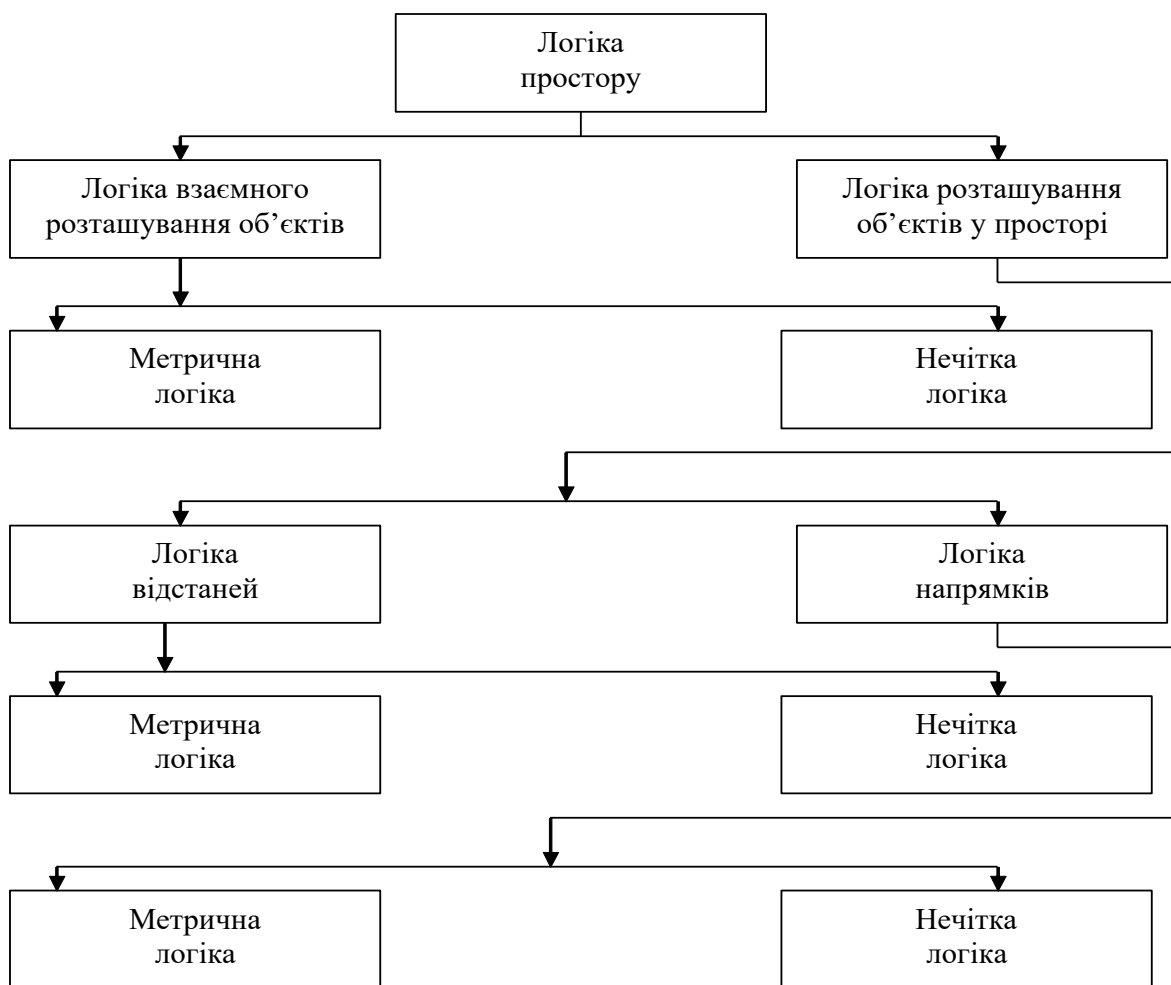 Логіка
простору
Логіка взаємного
розташування об’єктів
Логіка розташування
об’єктів у просторі
Метрична
логіка
Нечітка
логіка
Логіка
відстаней
Логіка
напрямків
Метрична
логіка
Нечітка
логіка
Метрична
логіка
Нечітка
логіка